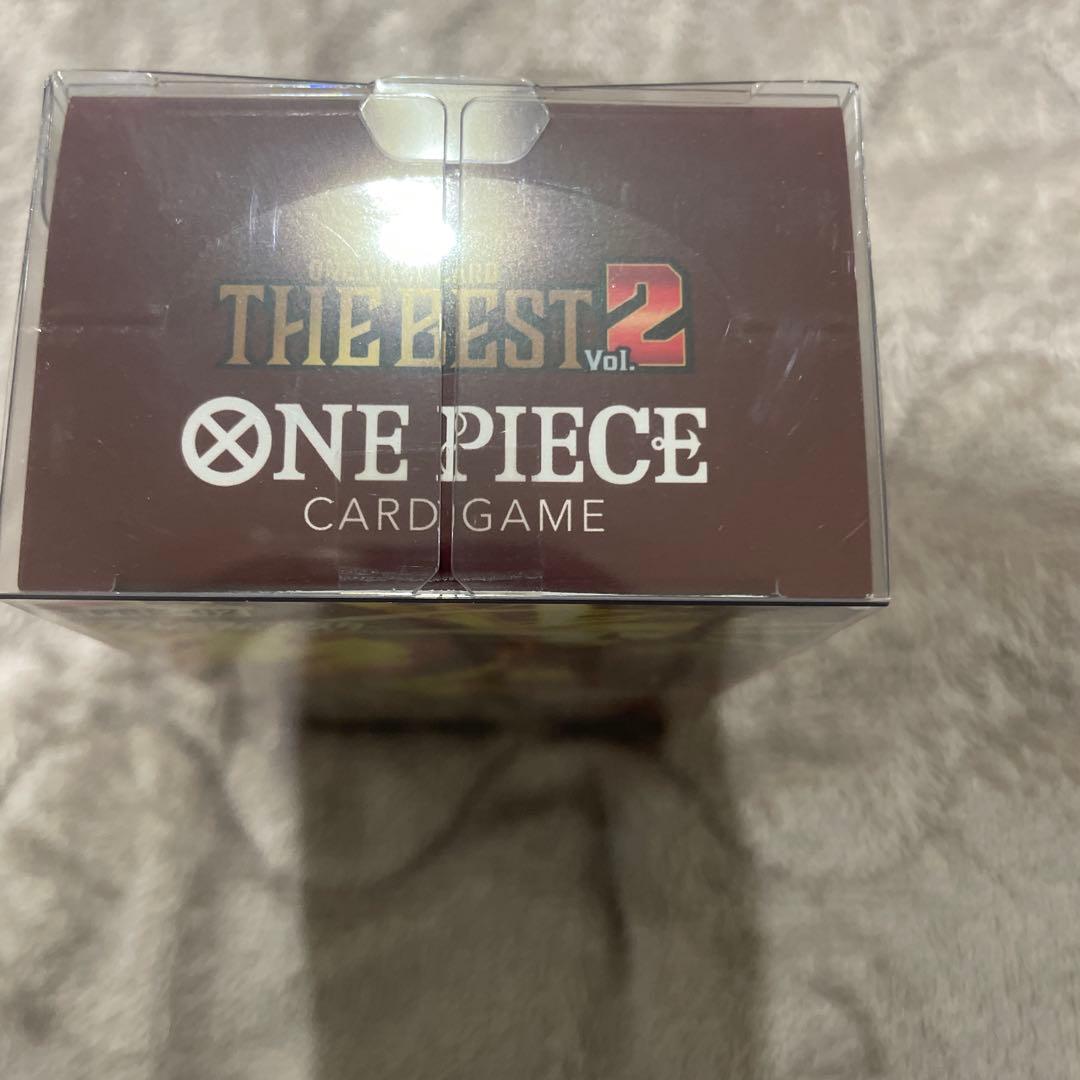 THE BEST Vol. 2
ONE PIECE
CARD GAME